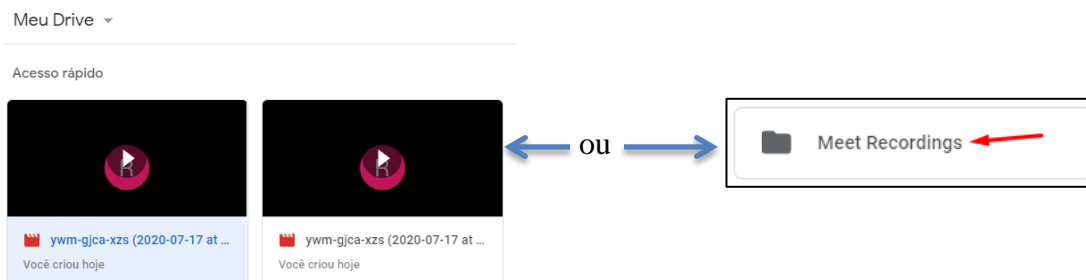 Meu Drive
Acesso rápido
R
R
ou
Meet Recordings
ywm-gjca-xzs (2020-07-17 at ...
ywm-gjca-xzs (2020-07-17 at ...
Você criou hoje
Você criou hoje